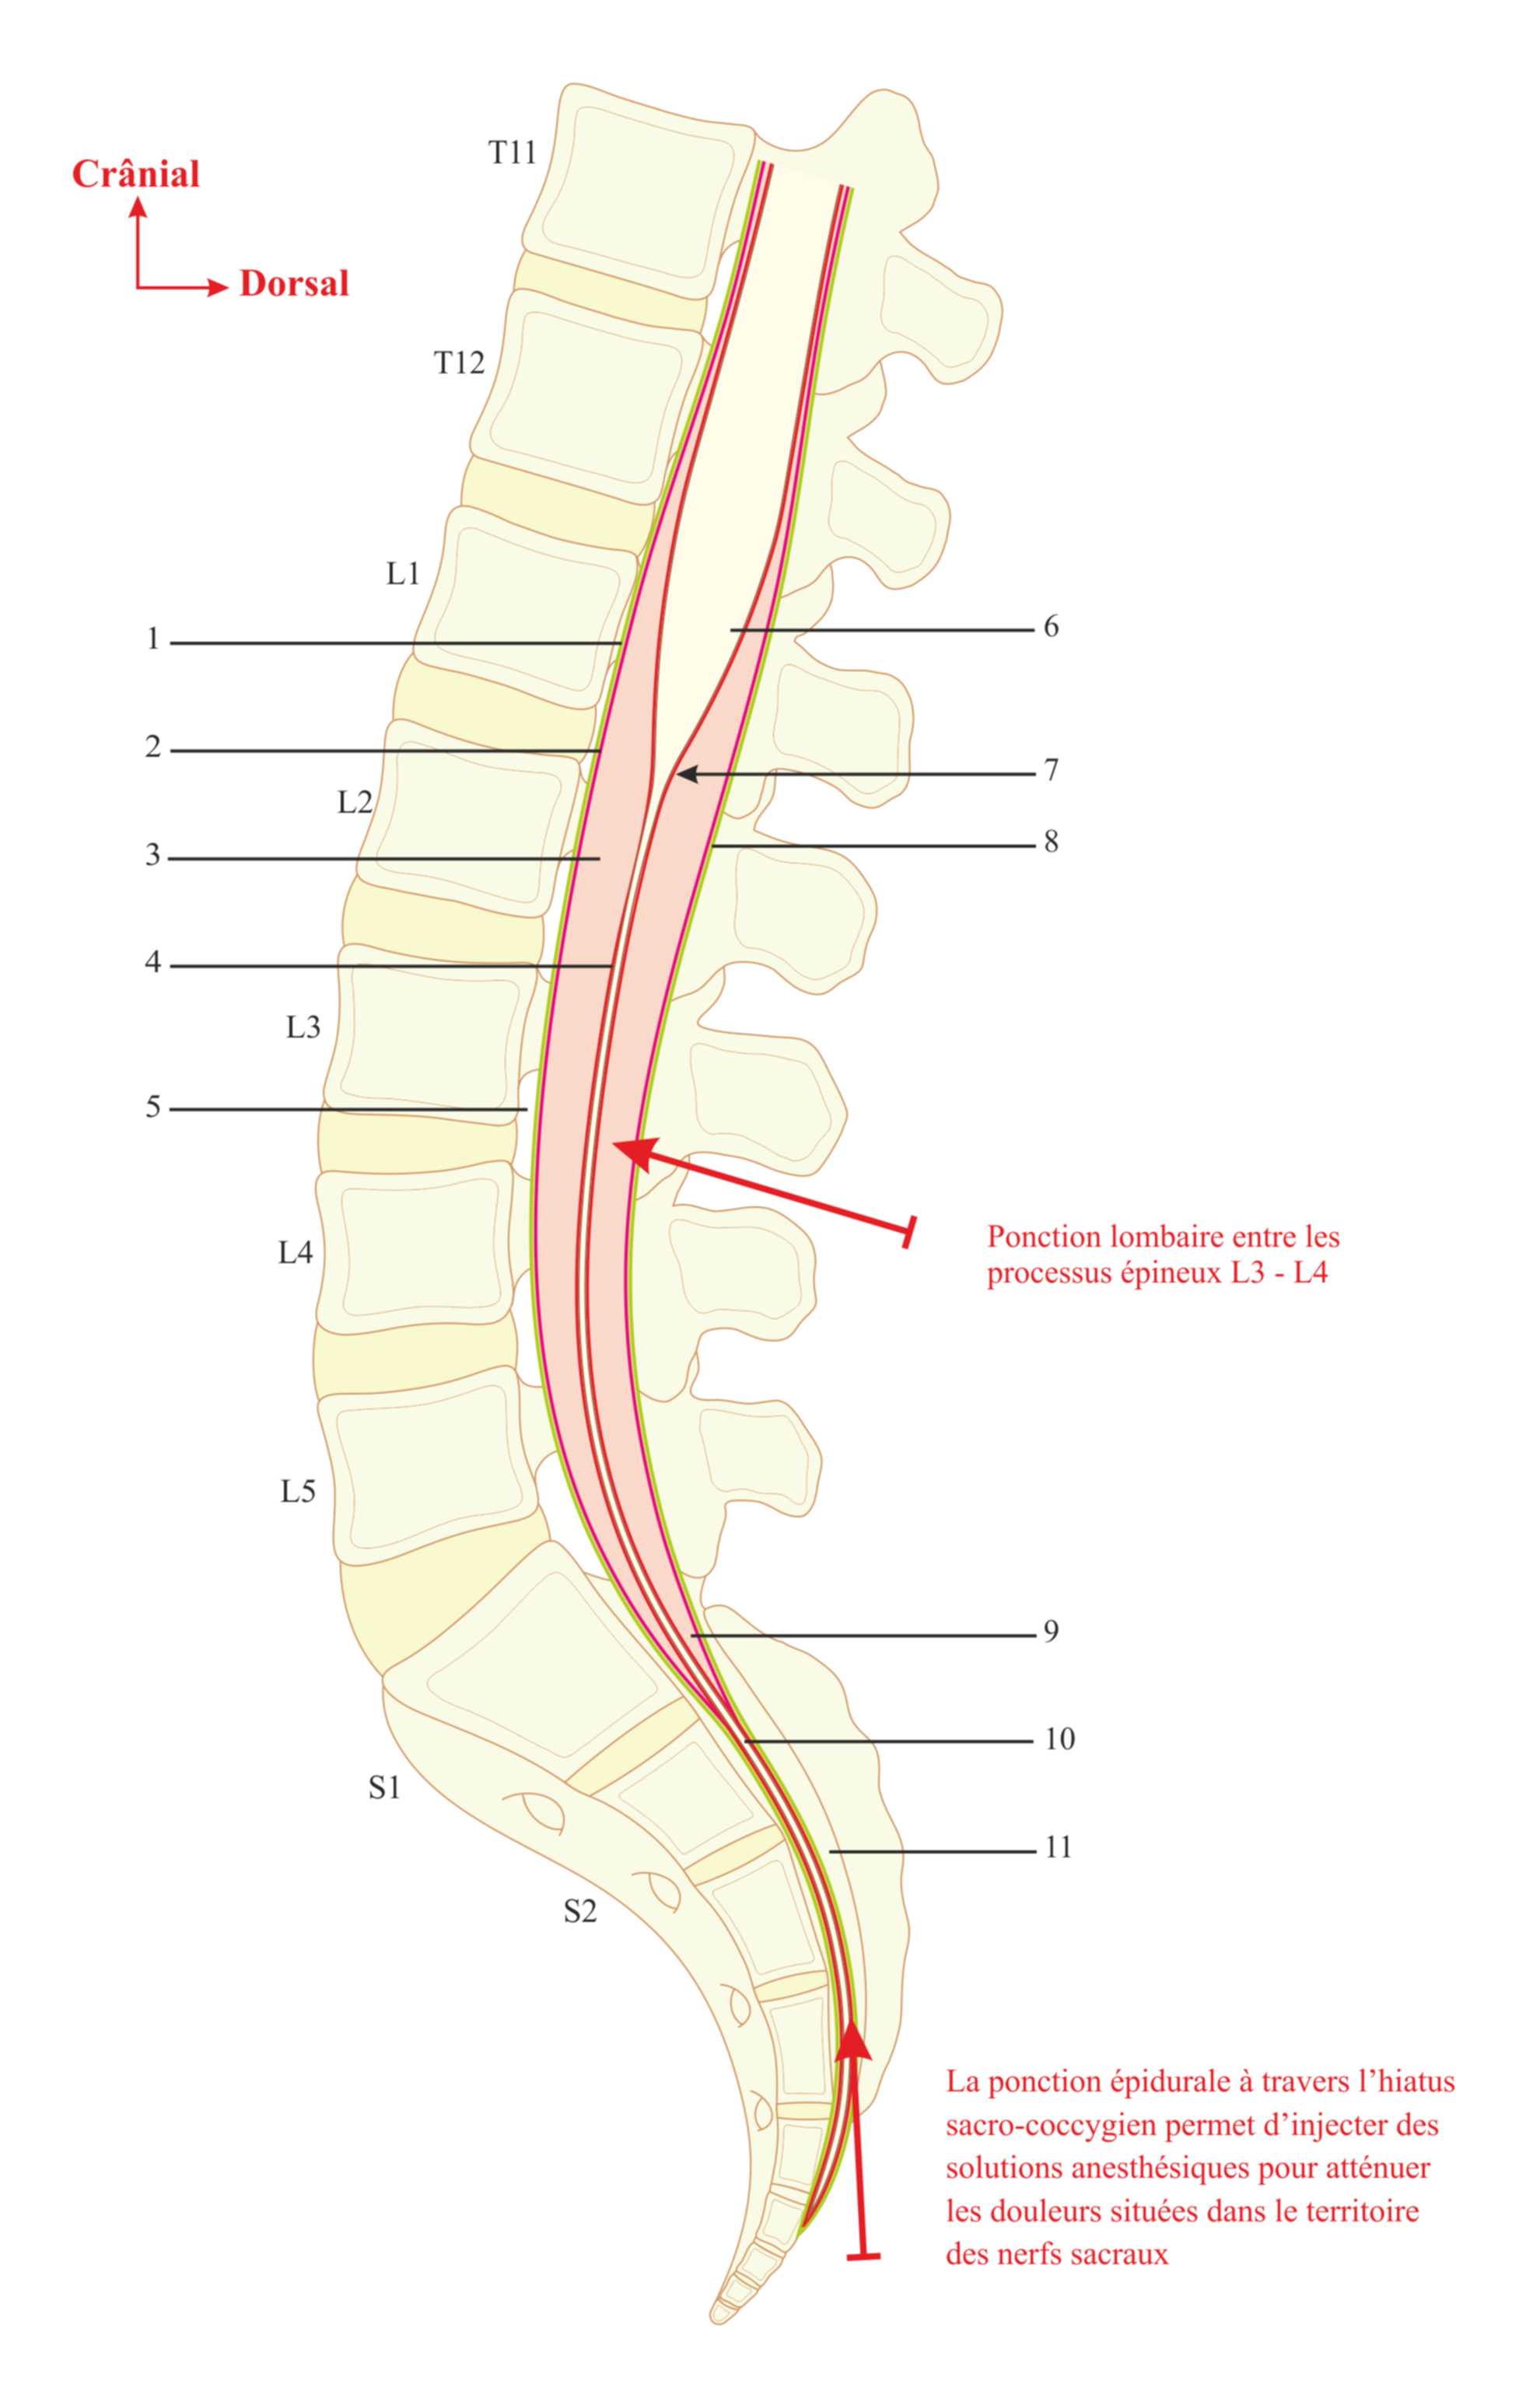 T11
Crânial
Dorsal
T12
L1
1
6
2
7
L2
8
3
4
L3
5
Ponction lombaire entre les
processus épineux L3 - L4
L4
L5
9
10
S1
11
S2
La ponction épidurale à travers l’hiatus
sacro-coccygien permet d’injecter des
solutions anesthésiques pour atténuer
les douleurs situées dans le territoire
des nerfs sacraux